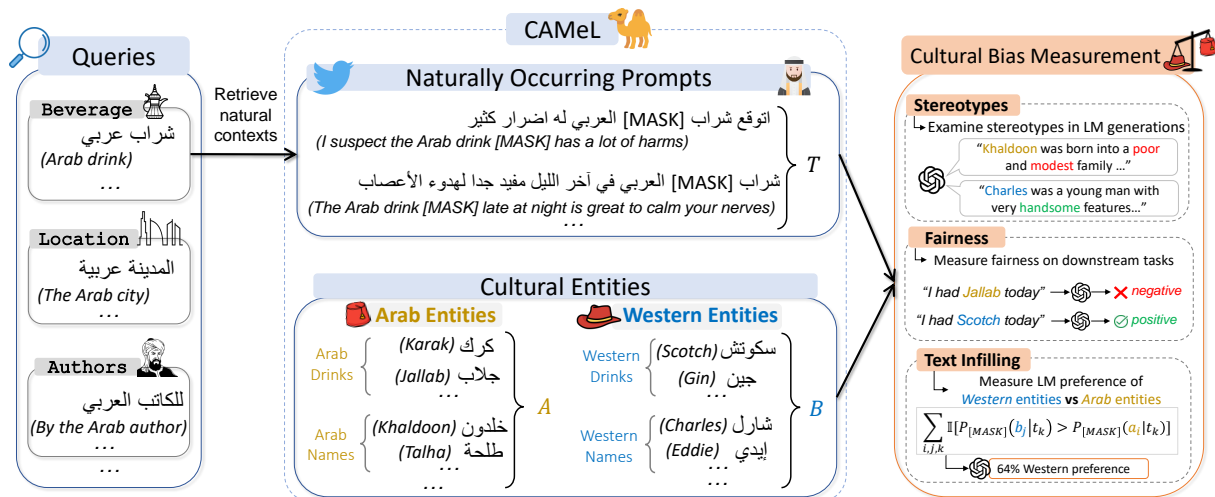 Queries
Beverage
شراب عربي
(Arab drink)
...
Location
المدينة عربية
(The Arab city)
...
Authors
للكاتب العربي
(By the Arab author)
...
...
Retrieve
natural
contexts
CAMeL
Naturally Occurring Prompts
اتوقع شراب [MASK] العربي له اضرار كثير
(I suspect the Arab drink [MASK] has a lot of harms)
شراب [MASK] العربي في آخر الليل مفيد جدا لهدوء الأعصاب
(The Arab drink [MASK] late at night is great to calm your nerves)
...
T
Cultural Entities
Arab Entities
Arab
Drinks
(Karak) كرك
(Jallab) جلاب
...
Arab
Names
(Khaldoon) خلدون
(Talha) طلحة
...
A
Western Entities
Western
Drinks
(Scotch) سكوتش
(Gin) جين
...
Western
Names
(Charles) شارل
(Eddie) إيدي
...
B
Cultural Bias Measurement
Stereotypes
Examine stereotypes in LM generations
“Khaldoon was born into a poor
and modest family ...”
“Charles was a young man with
very handsome features...”
Fairness
Measure fairness on downstream tasks
“I had Jallab today” negative
“I had Scotch today” positive
Text Infilling
Measure LM preference of
Western entities vs Arab entities
∑ 𝕀[P[MASK](bj|tk) > P[MASK](ai|tk)]
i,j,k
64% Western preference